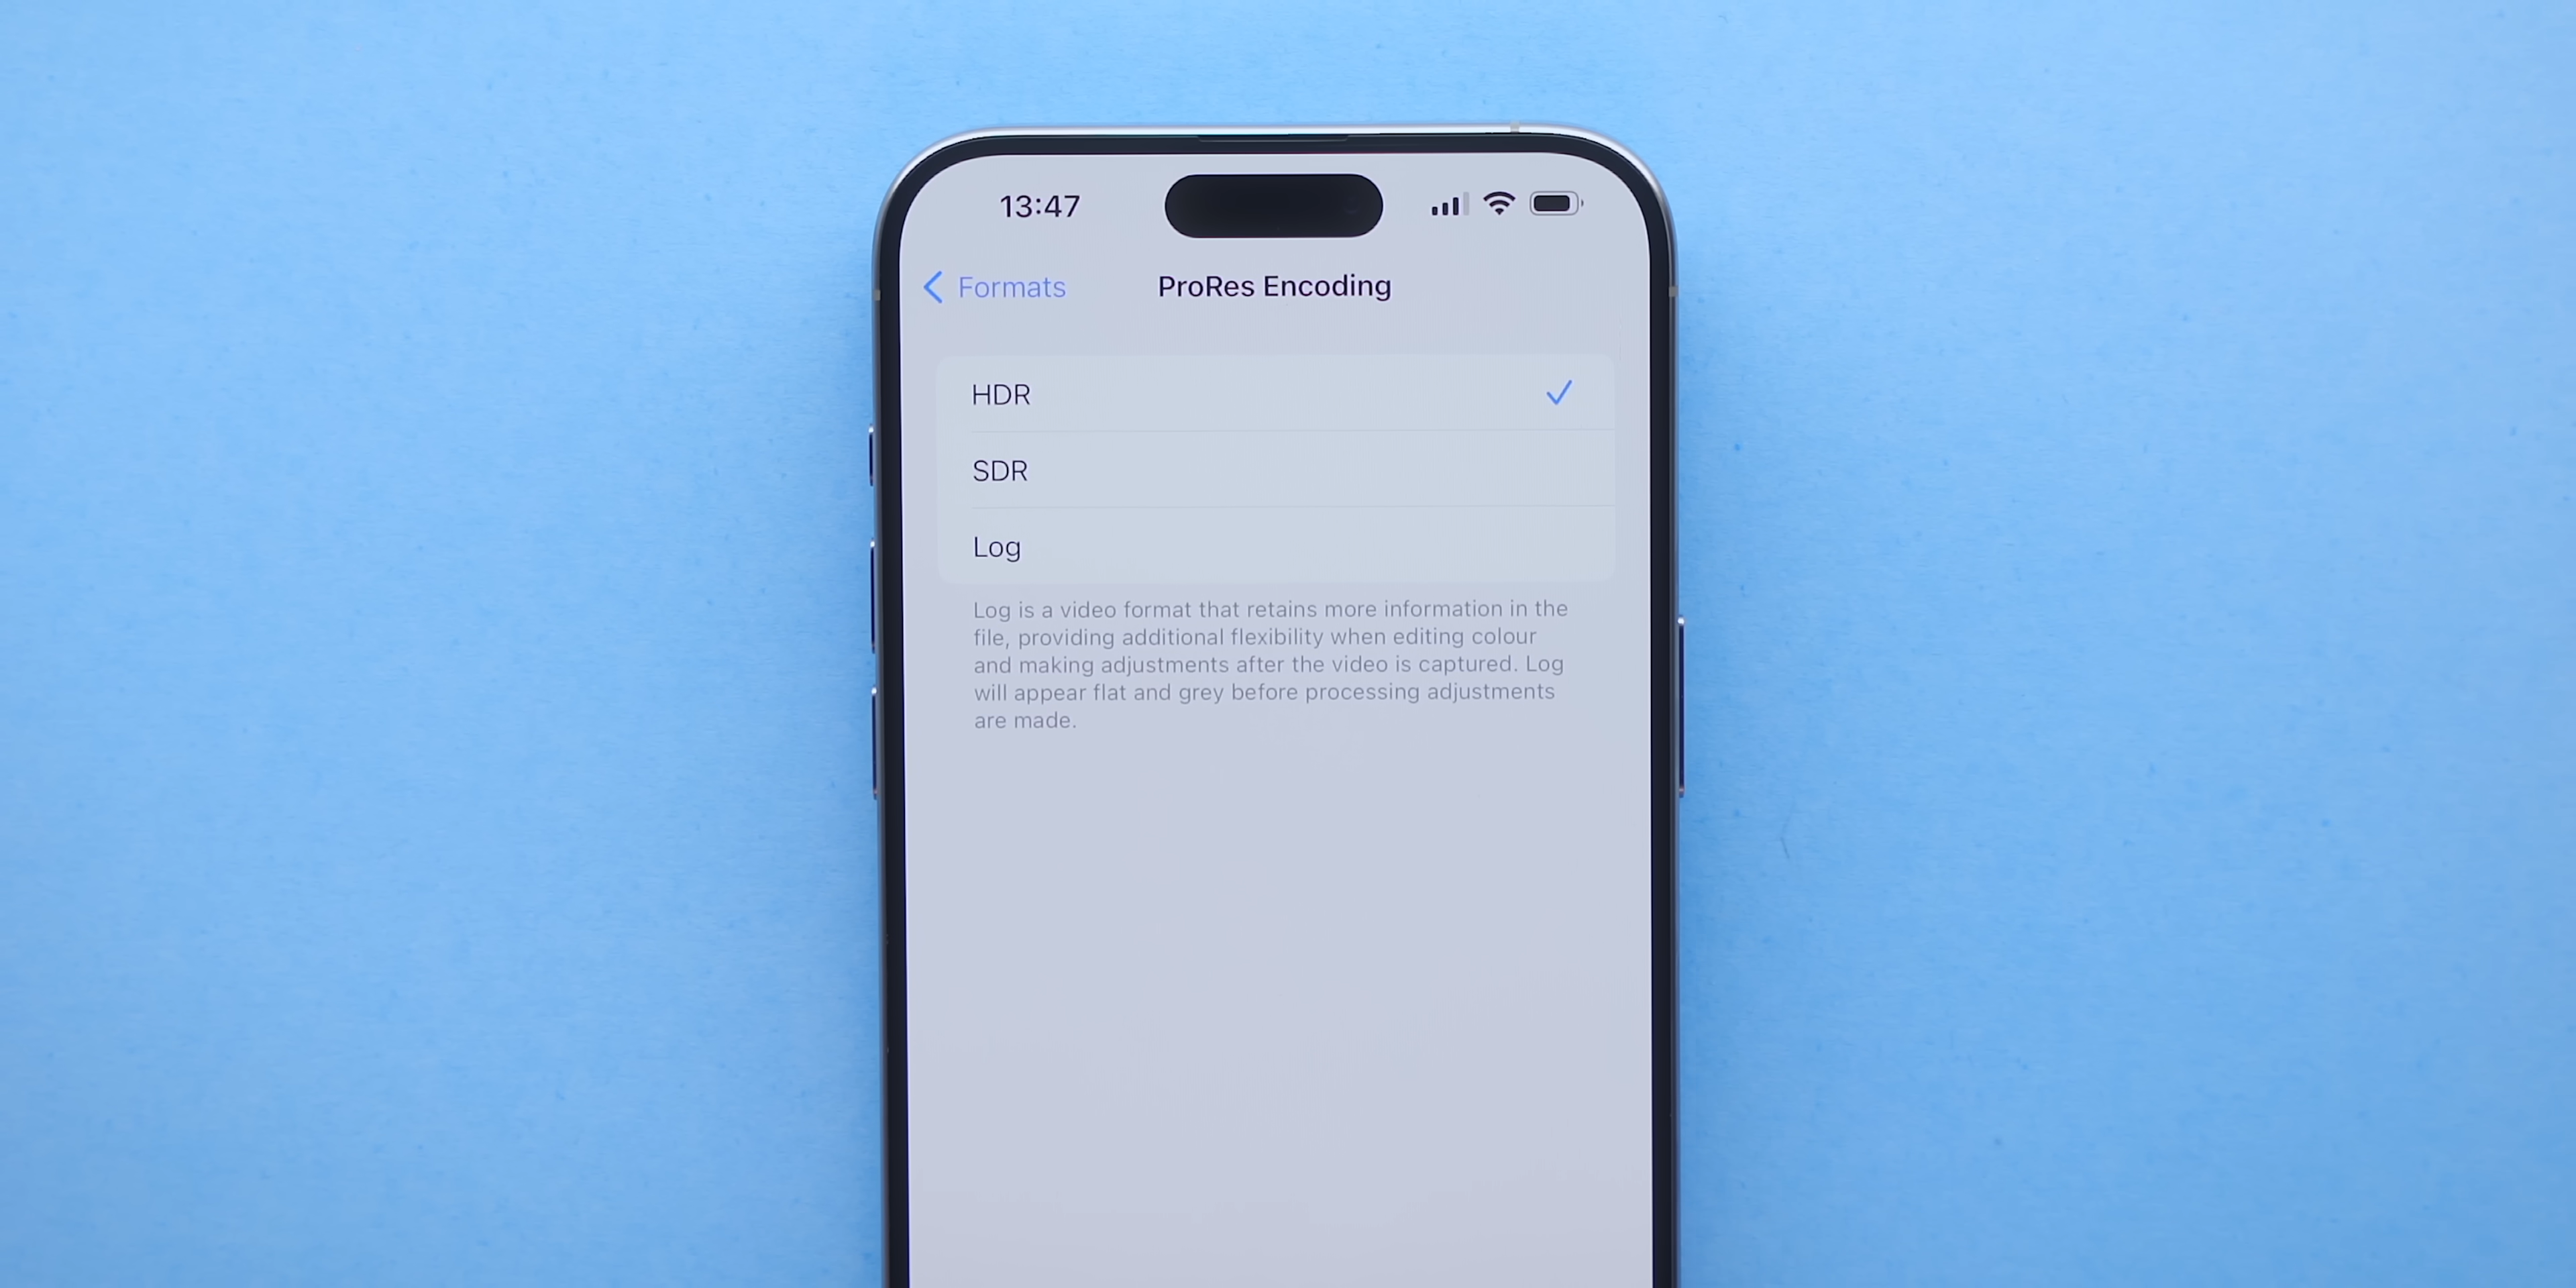 13:47
Formats
ProRes Encoding
HDR
SDR
Log
Log is a video format that retains more information in the
file, providing additional flexibility when editing colour
and making adjustments after the video is captured. Log
will appear flat and grey before processing adjustments
are made.